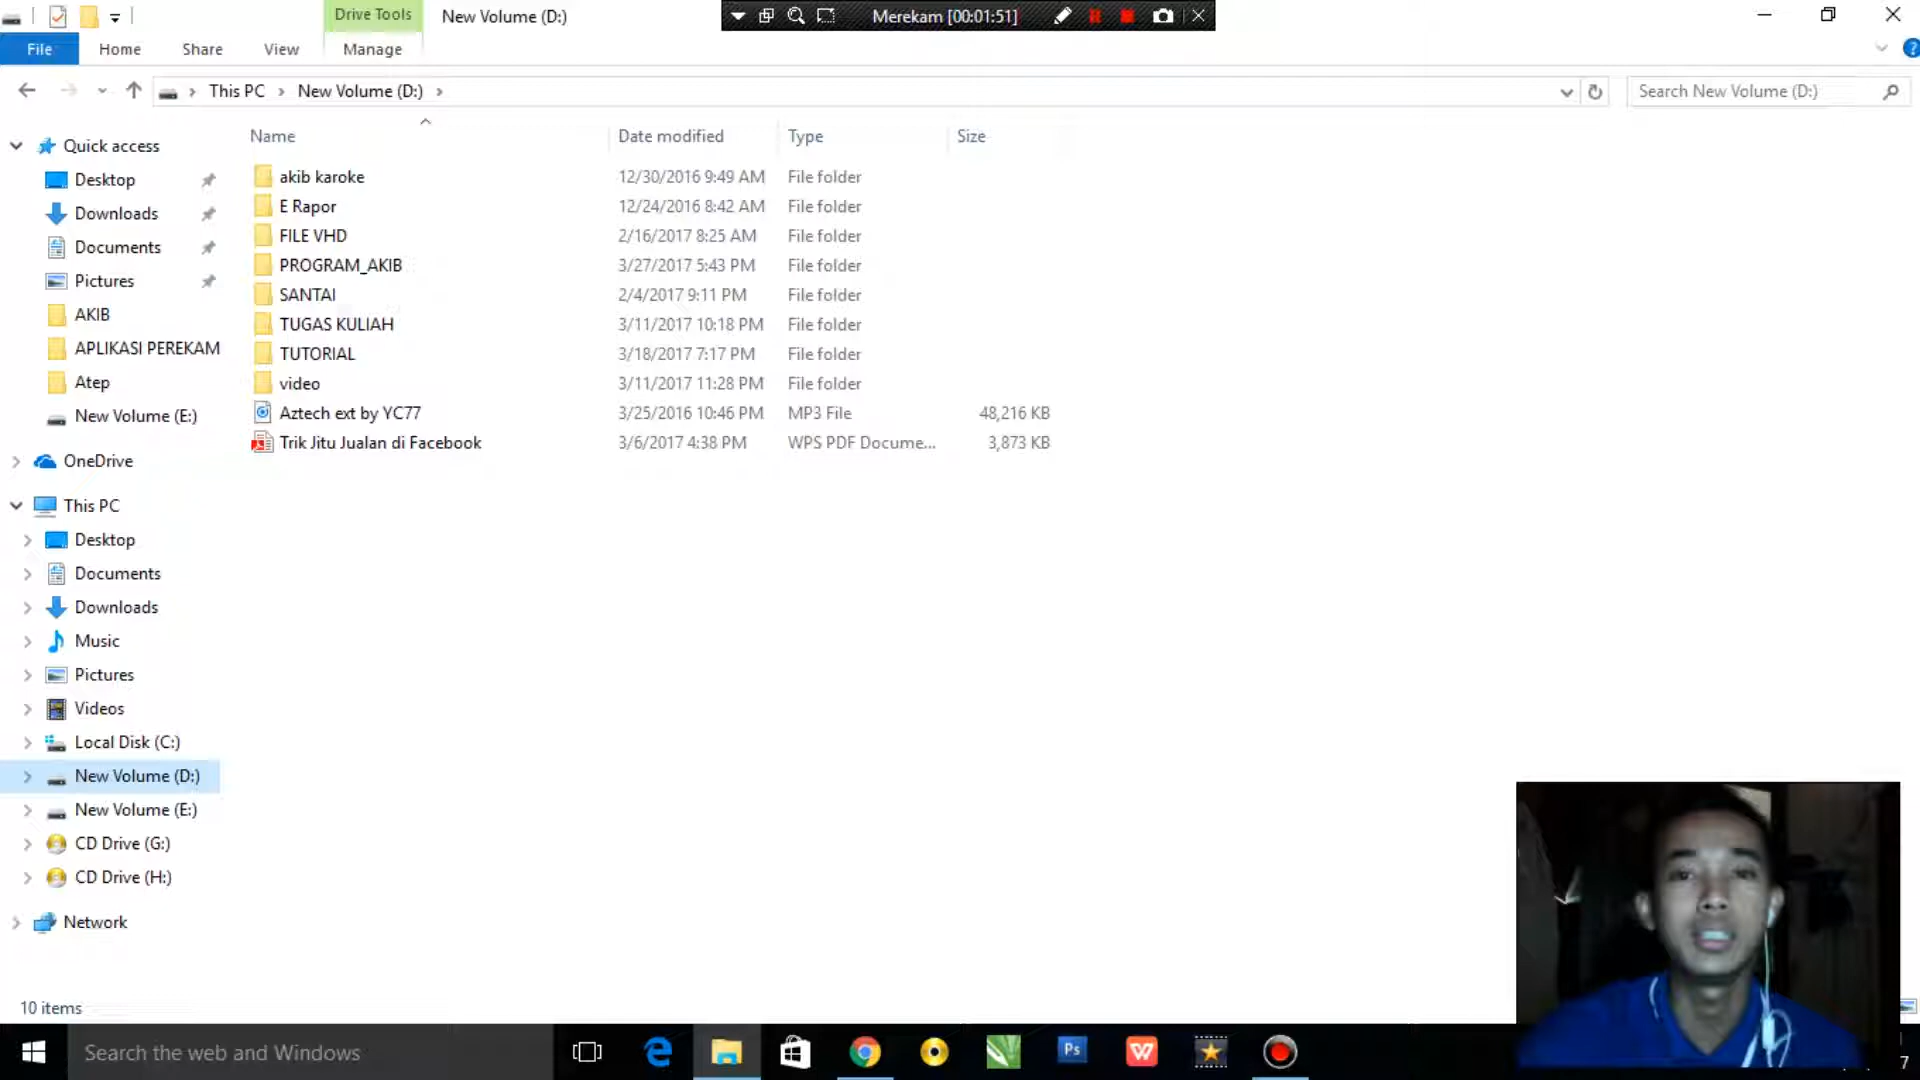 Drive Tools
New Volume (D:)
Merekam [00:01:51]
File
Home
Share
View
Manage
This PC
New Volume (D:)
Search New Volume (D:)
Name
Date modified
Type
Size
Quick access
Desktop
Downloads
Documents
Pictures
AKIB
APLIKASI PEREKAM
Atep
New Volume (E:)
OneDrive
This PC
Desktop
Documents
Downloads
Music
Pictures
Videos
Local Disk (C:)
New Volume (D:)
New Volume (E:)
CD Drive (G:)
CD Drive (H:)
Network
akib karoke 12/30/2016 9:49 AM File folder
E Rapor 12/24/2016 8:42 AM File folder
FILE VHD 2/16/2017 8:25 AM File folder
PROGRAM_AKIB 3/27/2017 5:43 PM File folder
SANTAI 2/4/2017 9:11 PM File folder
TUGAS KULIAH 3/11/2017 10:18 PM File folder
TUTORIAL 3/18/2017 7:17 PM File folder
video 3/11/2017 11:28 PM File folder
Aztech ext by YC77 3/25/2016 10:46 PM MP3 File 48,216 KB
Trik Jitu Jualan di Facebook 3/6/2017 4:38 PM WPS PDF Docume... 3,873 KB
10 items
Search the web and Windows
Ps
W
7